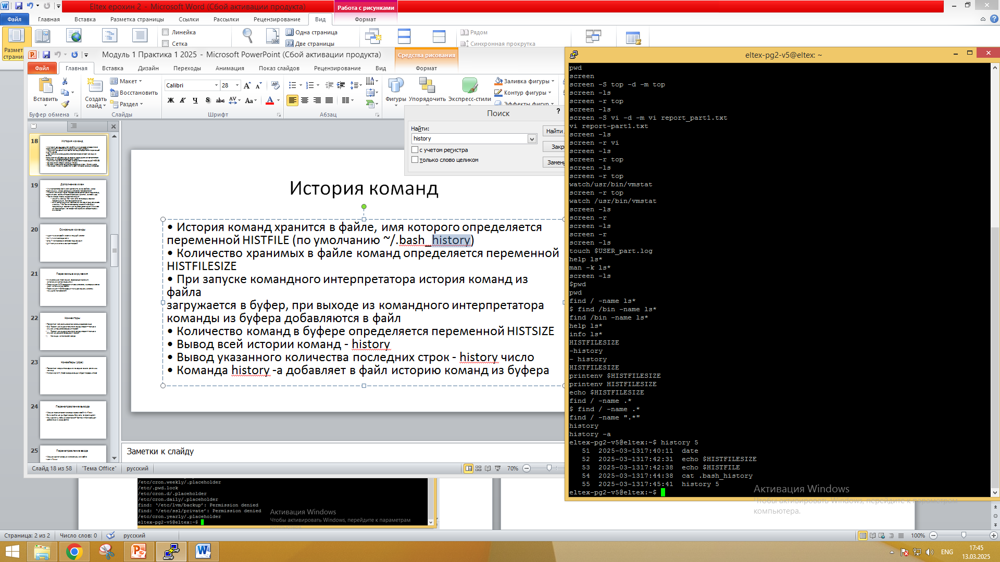 Eltex ерохин 2 - Microsoft Word (Сбой активации продукта)
Работа с рисунками
Файл Главная Вставка Разметка страницы Ссылки Рассылки Рецензирование Вид Формат
Линейка
Сетка
Одна страница
Две страницы
Рядом
Синхронная прокрутка
Размет
страни
Модуль 1 Практика 1 2025 - Microsoft PowerPoint (Сбой активации продукта)
Средства рисования
Файл Главная Вставка Дизайн Переходы Анимация Показ слайдов Рецензирование Вид Формат
Вставить
Буфер обмена
Создать
слайд
Макет
Восстановить
Раздел
Слайды
Calibri 28
Шрифт
Абзац
Фигуры Упорядочить Экспресс-стили
Заливка фигуры
Контур фигуры
Эффекты фигур
Поиск ?
Найти:
history
с учетом регистра
только слово целиком
Найти
Закр
Замени
18 История команд
19 Дополнение имен
20 Основные команды
21 Переменные окружения
22 Коннекторы
23 Конвейеры (pipe)
24 Перенаправление вывода
25 Перенаправление ввода
История команд
• История команд хранится в файле, имя которого определяется
переменной HISTFILE (по умолчанию ~/.bash_history)
• Количество хранимых в файле команд определяется переменной
HISTFILESIZE
• При запуске командного интерпретатора история команд из
файла
загружается в буфер, при выходе из командного интерпретатора
команды из буфера добавляются в файл
• Количество команд в буфере определяется переменной HISTSIZE
• Вывод всей истории команд - history
• Вывод указанного количества последних строк - history число
• Команда history -a добавляет в файл историю команд из буфера
Заметки к слайду
Слайд 18 из 58 "Тема Office" русский 70%
eltex-pg2-v5@eltex: ~
pwd
screen
screen -S top -d -m top
screen -ls
screen -r top
screen -ls
screen -S vi -d -m vi report_part1.txt
vi report-part1.txt
screen -ls
screen -r vi
screen -ls
screen -r top
screen -ls
screen -r top
watch/usr/bin/vmstat
screen -r top
watch /usr/bin/vmstat
screen -ls
screen -r
screen -ls
screen -r
screen -ls
touch $USER_part.log
help ls*
man -k ls*
screen -ls
$pwd
pwd
find / -name ls*
$ find /bin -name ls*
find /bin -name ls*
help ls*
info ls*
HISTFILESIZE
-history
- history
HISTFILESIZE
printenv $HISTFILESIZE
printenv HISTFILESIZE
echo $HISTFILESIZE
find / -name .*
$ find / -name .*
find / -name ".*"
history
history -a
eltex-pg2-v5@eltex:~$ history 5
51 2025-03-1317:40:11 date
52 2025-03-1317:42:31 echo $HISTFILESIZE
53 2025-03-1317:42:38 echo $HISTFILE
54 2025-03-1317:44:38 cat .bash_history
55 2025-03-1317:45:41 history 5
eltex-pg2-v5@eltex:~$
Активация Windows
Чтобы активировать Windows, перейдите к параметрам
компьютера.
/etc/cron.weekly/.placeholder
/etc/.pwd.lock
/etc/cron.d/.placeholder
/etc/cron.daily/.placeholder
find: ‘/etc/lvm/backup’: Permission denied
find: ‘/etc/ssl/private’: Permission denied
/etc/cron.yearly/.placeholder
eltex-pg2-v5@eltex:~$
Активация Windows
Чтобы активировать Windows, перейдите к параметрам
Страница: 2 из 2 Число слов: 0 русский 100%
ENG
17:45
13.03.2025